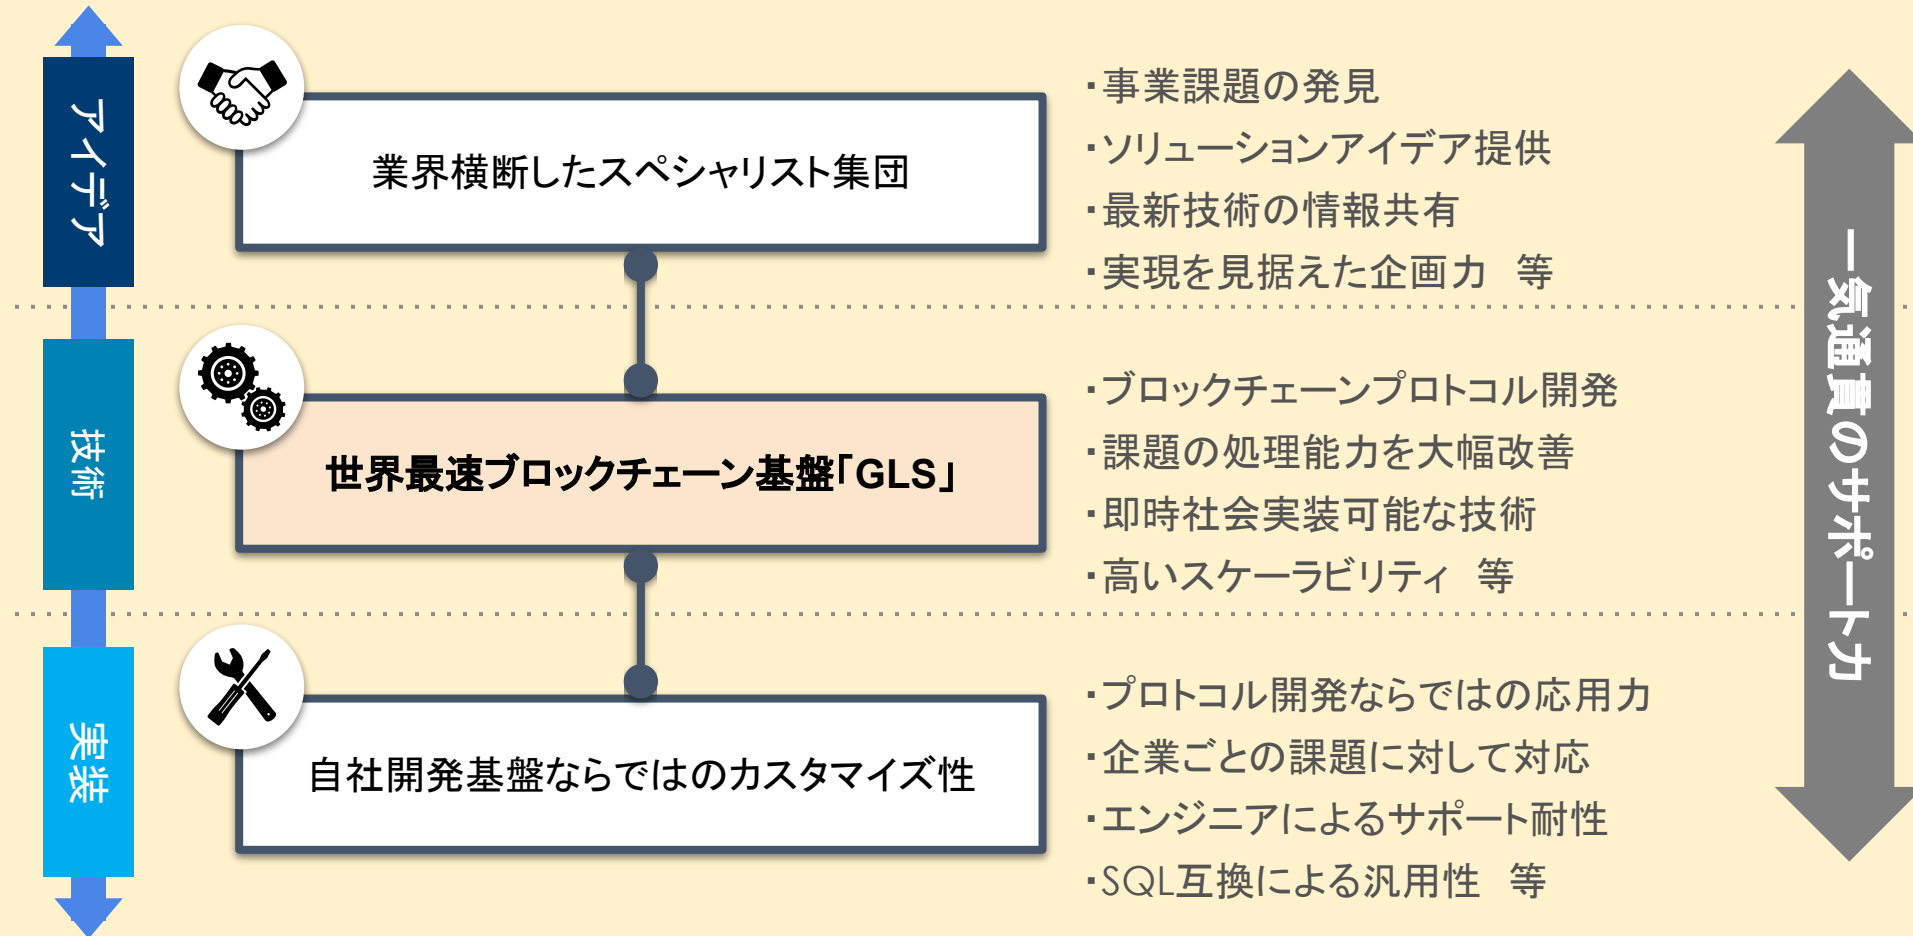 アイデア
業界横断したスペシャリスト集団
・事業課題の発見
・ソリューションアイデア提供
・最新技術の情報共有
・実現を見据えた企画力　等
技術
世界最速ブロックチェーン基盤「GLS」
・ブロックチェーンプロトコル開発
・課題の処理能力を大幅改善
・即時社会実装可能な技術
・高いスケーラビリティ　等
実装
自社開発基盤ならではのカスタマイズ性
・プロトコル開発ならではの応用力
・企業ごとの課題に対して対応
・エンジニアによるサポート耐性
・SQL互換による汎用性　等
一気通貫のサポート力